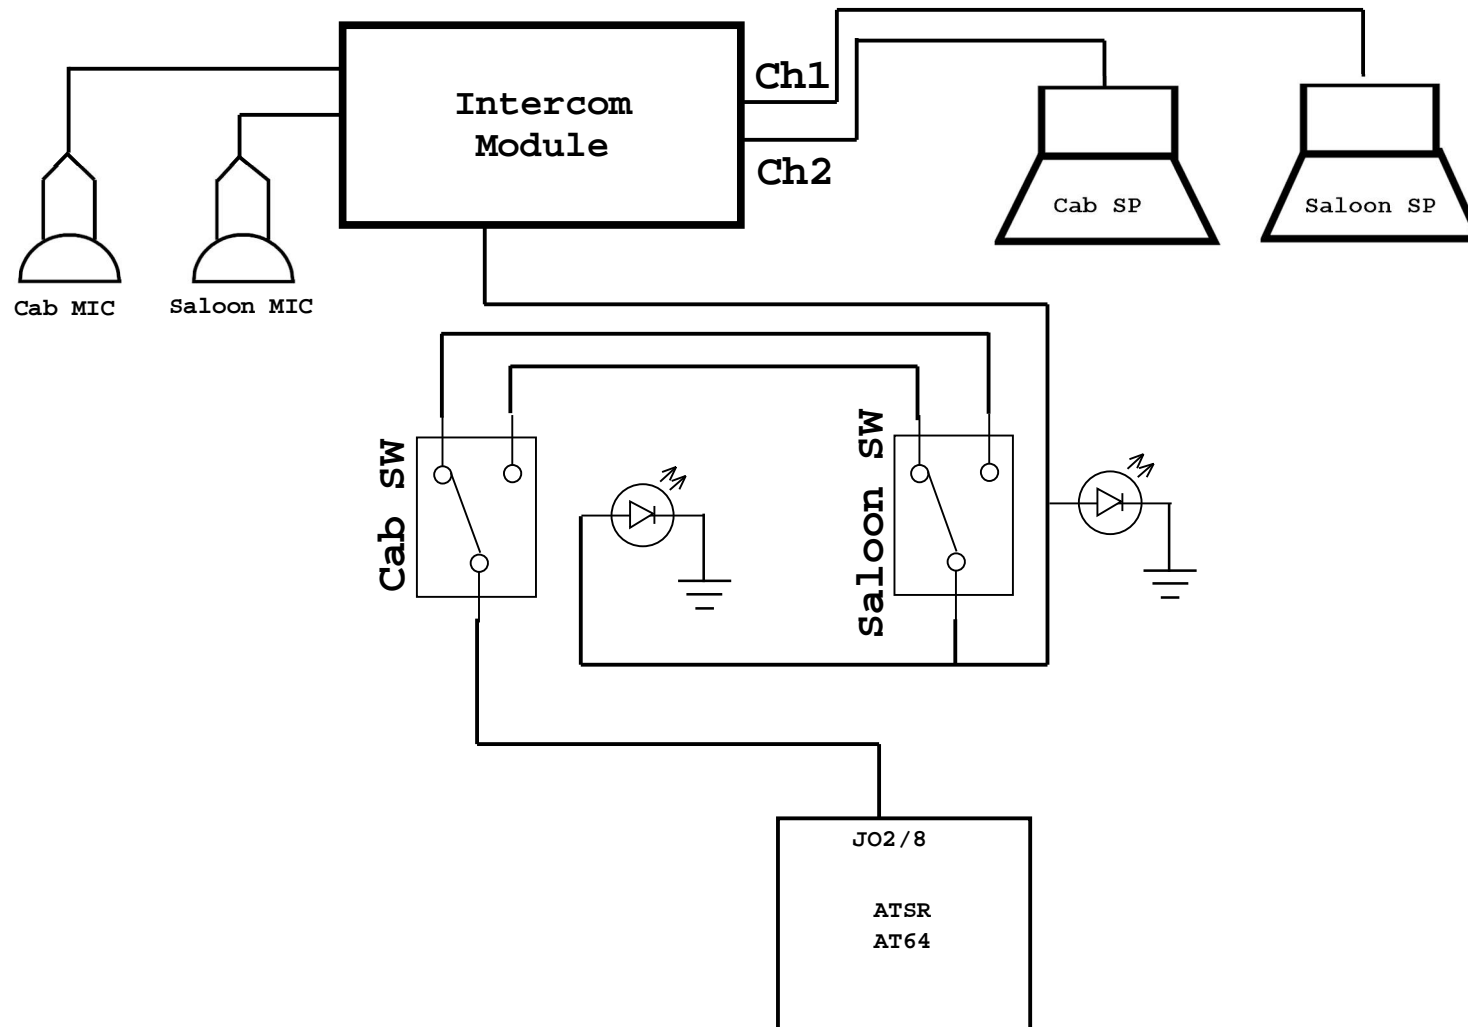 Intercom
Module
Ch1
Ch2
Cab SP
Saloon SP
Cab MIC
Saloon MIC
Cab SW
Saloon SW
JO2/8
ATSR
AT64